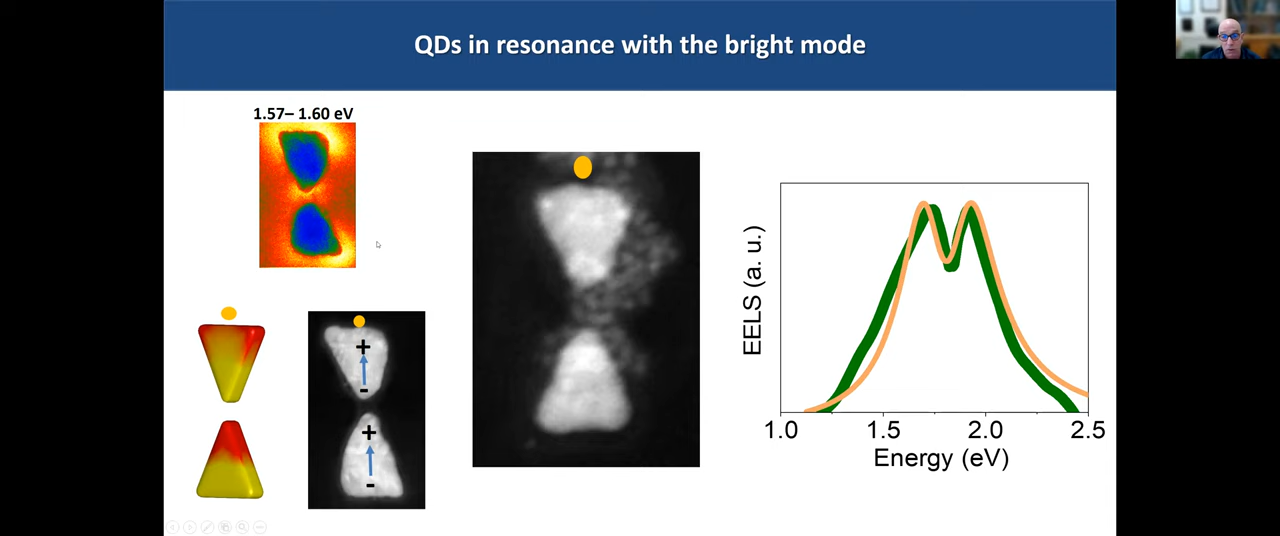 QDs in resonance with the bright mode
1.57– 1.60 eV
+
-
+
-
EELS (a. u.)
1.0 1.5 2.0 2.5
Energy (eV)